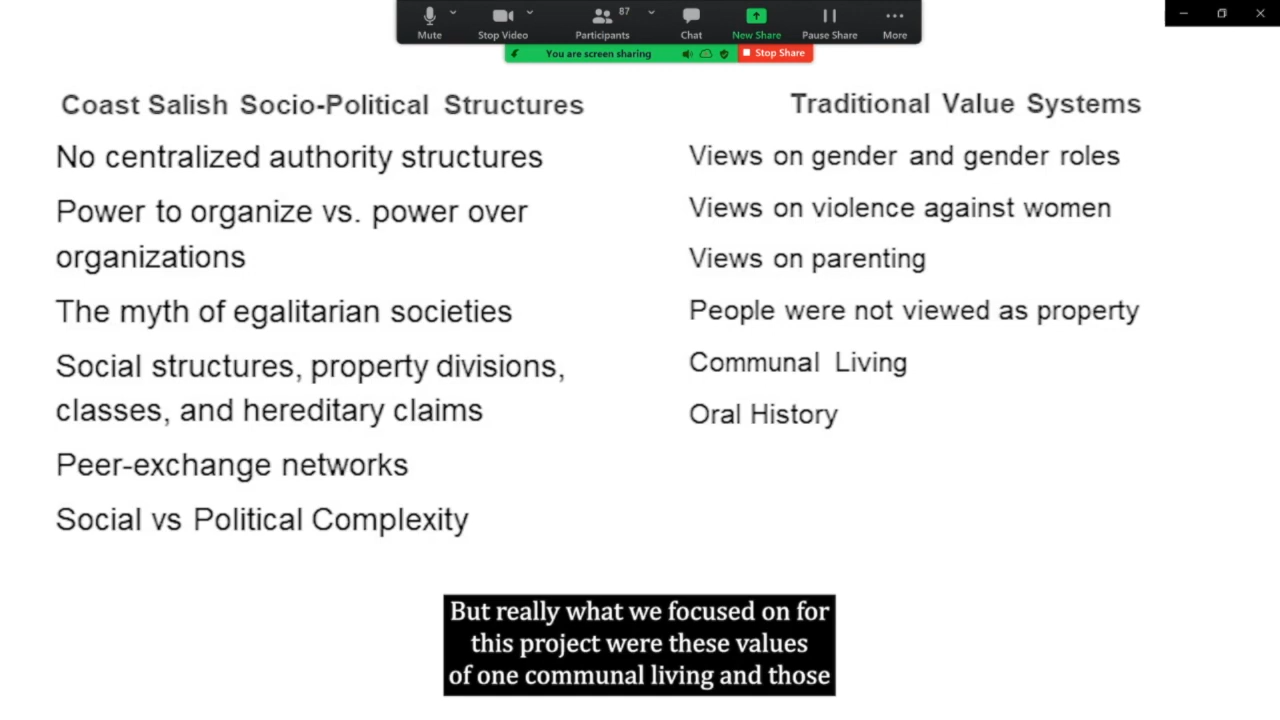 87
Mute
Stop Video
Participants
Chat
New Share
Pause Share
More
You are screen sharing
Stop Share
Coast Salish Socio-Political Structures
No centralized authority structures
Power to organize vs. power over
organizations
The myth of egalitarian societies
Social structures, property divisions,
classes, and hereditary claims
Peer-exchange networks
Social vs Political Complexity
Traditional Value Systems
Views on gender and gender roles
Views on violence against women
Views on parenting
People were not viewed as property
Communal Living
Oral History
But really what we focused on for
this project were these values
of one communal living and those